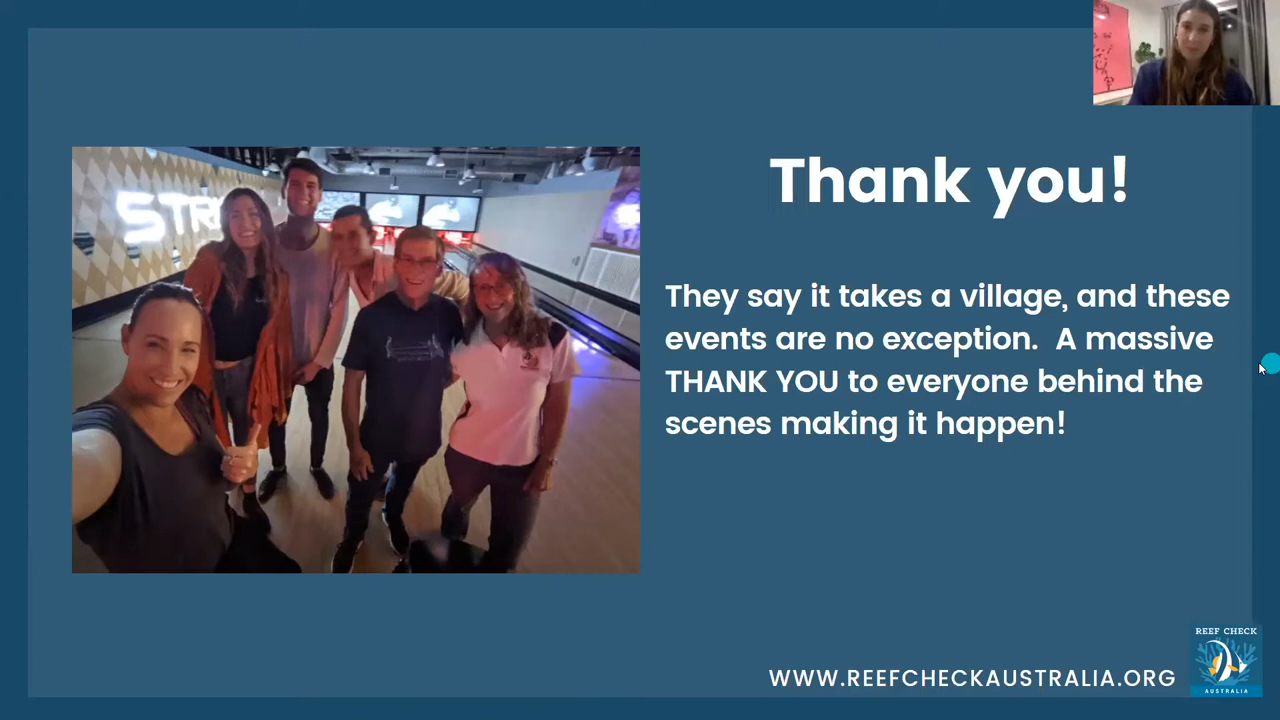 Thank you!
They say it takes a village, and these
events are no exception.  A massive
THANK YOU to everyone behind the
scenes making it happen!
WWW.REEFCHECKAUSTRALIA.ORG
REEF CHECK
AUSTRALIA